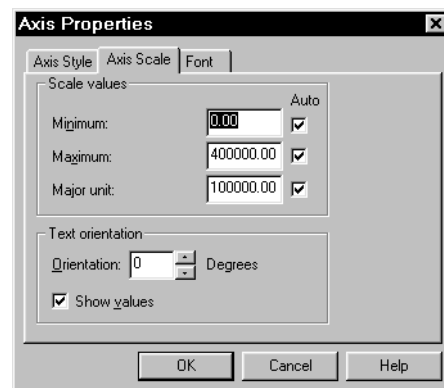 Axis Properties
Axis Style Axis Scale Font
Scale values
Auto
Minimum: 0.00
Maximum: 400000.00
Major unit: 100000.00
Text orientation
Orientation: 0 Degrees
Show values
OK Cancel Help